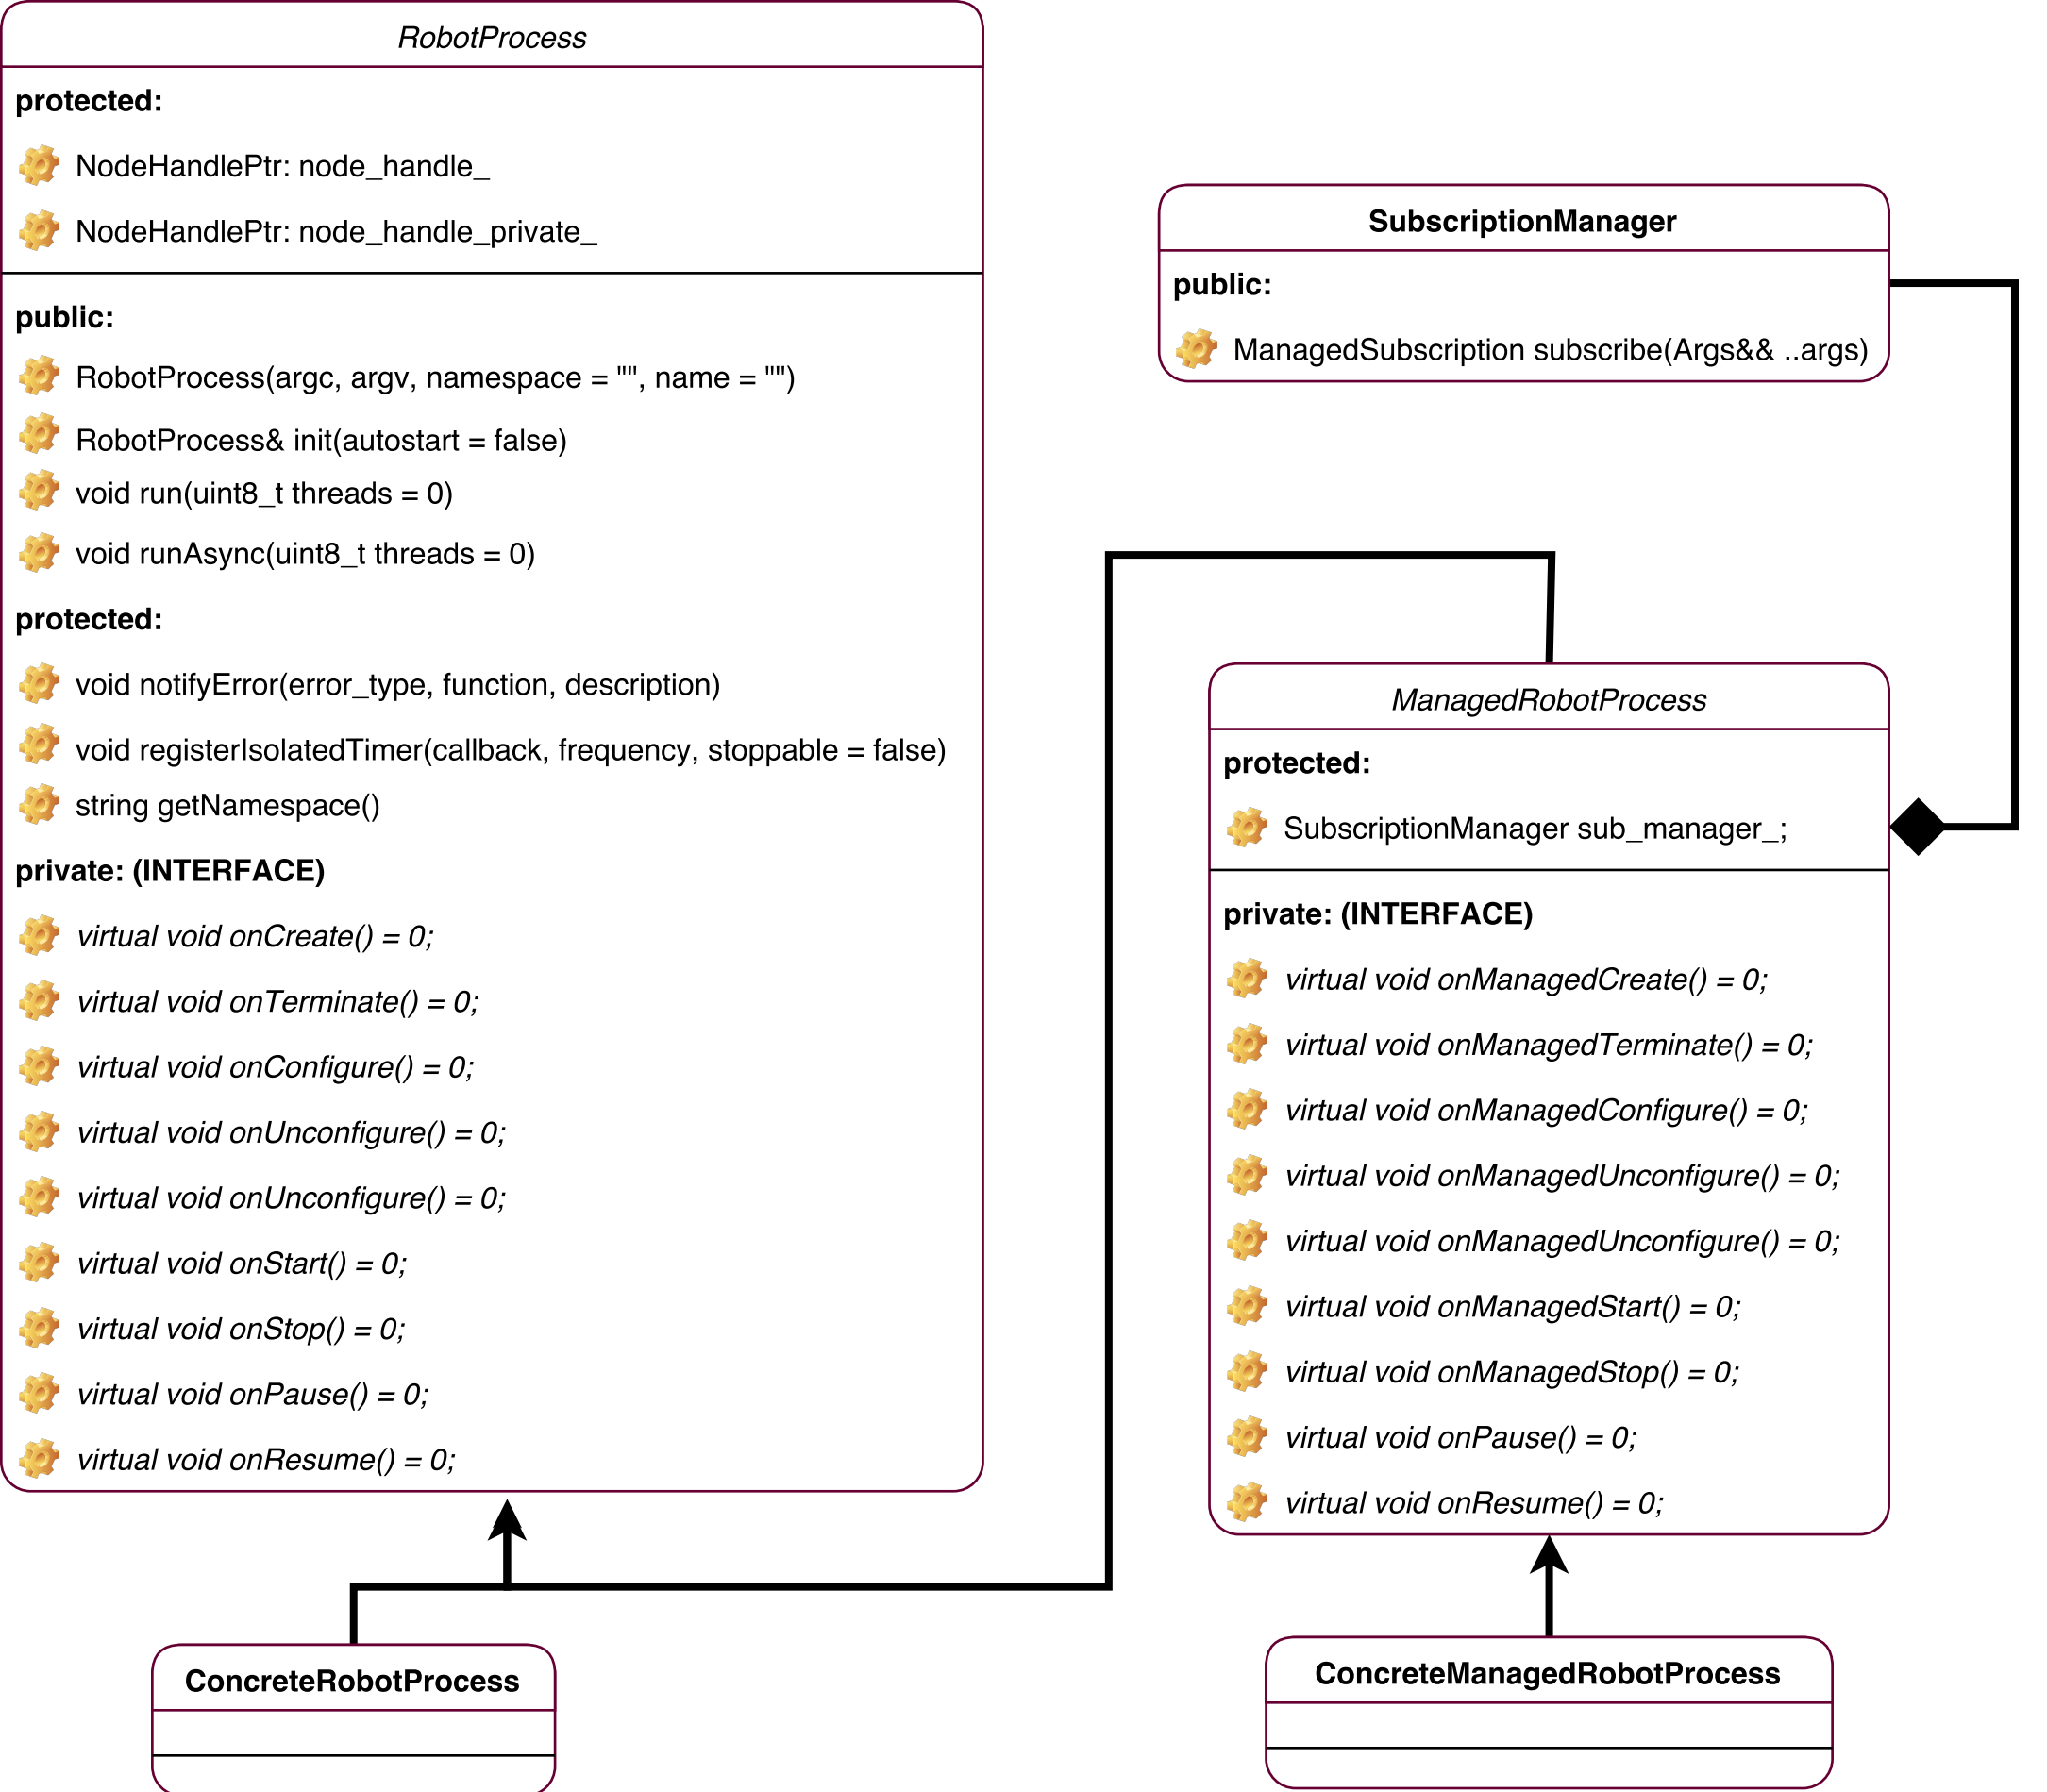 RobotProcess
protected:
NodeHandlePtr: node_handle_
NodeHandlePtr: node_handle_private_
public:
RobotProcess(argc, argv, namespace = "", name = "")
RobotProcess& init(autostart = false)
void run(uint8_t threads = 0)
void runAsync(uint8_t threads = 0)
protected:
void notifyError(error_type, function, description)
void registerIsolatedTimer(callback, frequency, stoppable = false)
string getNamespace()
private: (INTERFACE)
virtual void onCreate() = 0;
virtual void onTerminate() = 0;
virtual void onConfigure() = 0;
virtual void onUnconfigure() = 0;
virtual void onUnconfigure() = 0;
virtual void onStart() = 0;
virtual void onStop() = 0;
virtual void onPause() = 0;
virtual void onResume() = 0;
SubscriptionManager
public:
ManagedSubscription subscribe(Args&& ..args)
ManagedRobotProcess
protected:
SubscriptionManager sub_manager_;
private: (INTERFACE)
virtual void onManagedCreate() = 0;
virtual void onManagedTerminate() = 0;
virtual void onManagedConfigure() = 0;
virtual void onManagedUnconfigure() = 0;
virtual void onManagedUnconfigure() = 0;
virtual void onManagedStart() = 0;
virtual void onManagedStop() = 0;
virtual void onPause() = 0;
virtual void onResume() = 0;
ConcreteRobotProcess
ConcreteManagedRobotProcess